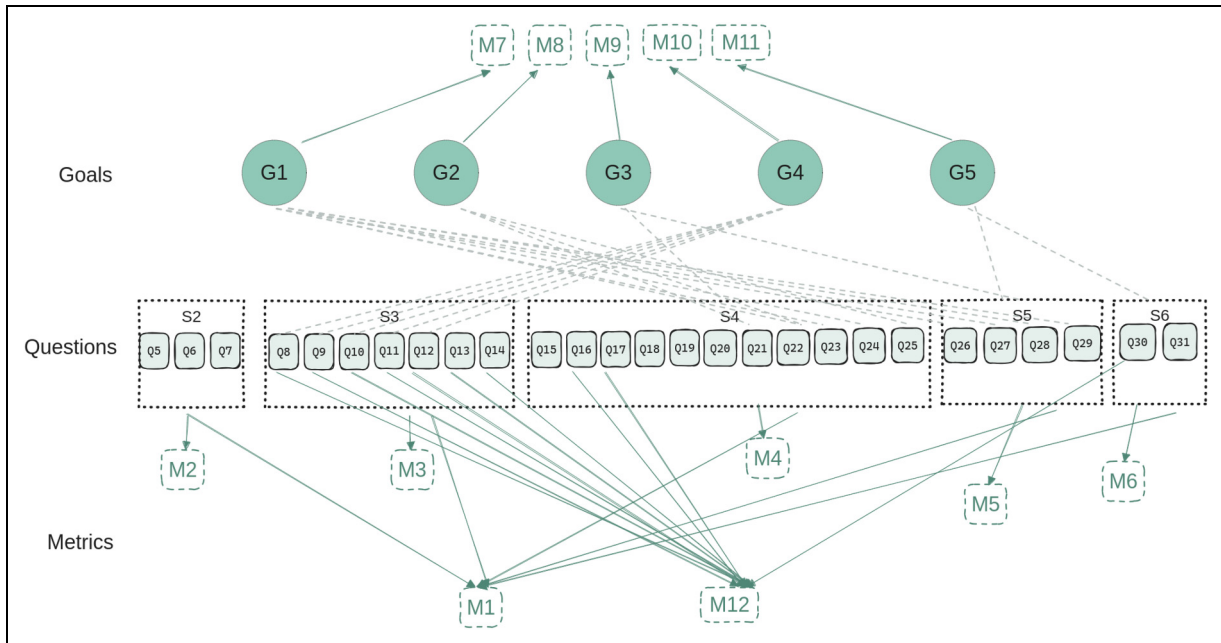 M7 M8 M9 M10 M11
Goals G1 G2 G3 G4 G5
S2 S3 S4 S5 S6
Questions Q5 Q6 Q7 Q8 Q9 Q10 Q11 Q12 Q13 Q14 Q15 Q16 Q17 Q18 Q19 Q20 Q21 Q22 Q23 Q24 Q25 Q26 Q27 Q28 Q29 Q30 Q31
M2 M3 M4 M5 M6
Metrics
M1 M12